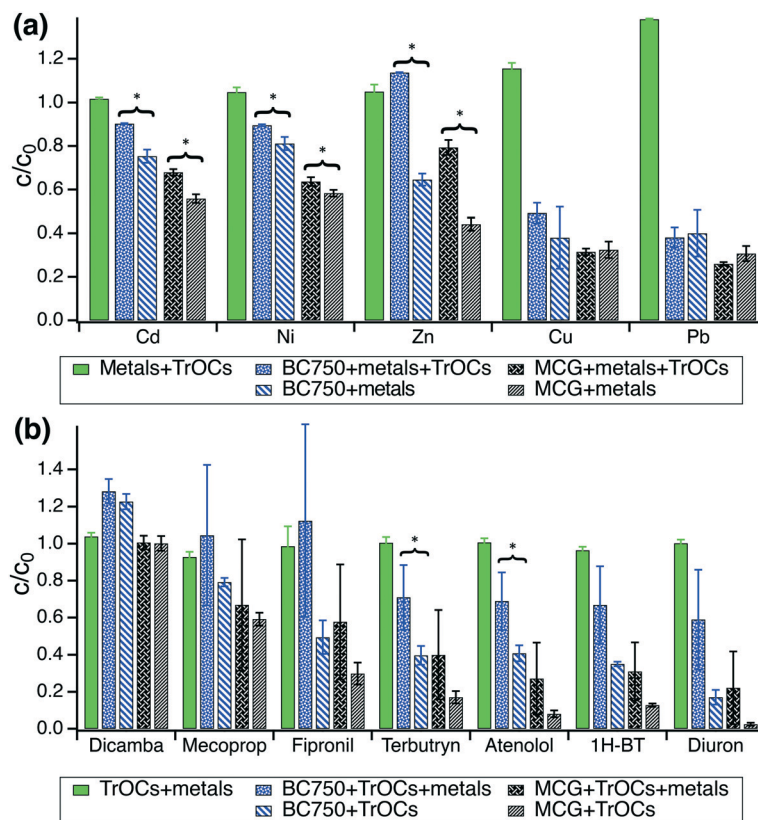 (a)
c/c0
1.2
1.0
0.8
0.6
0.4
0.2
0.0
* * * * * *
Cd Ni Zn Cu Pb
Metals+TrOCs BC750+metals+TrOCs MCG+metals+TrOCs
BC750+metals MCG+metals
(b)
c/c0
1.4
1.2
1.0
0.8
0.6
0.4
0.2
0.0
* *
Dicamba Mecoprop Fipronil Terbutryn Atenolol 1H-BT Diuron
TrOCs+metals BC750+TrOCs+metals MCG+TrOCs+metals
BC750+TrOCs MCG+TrOCs